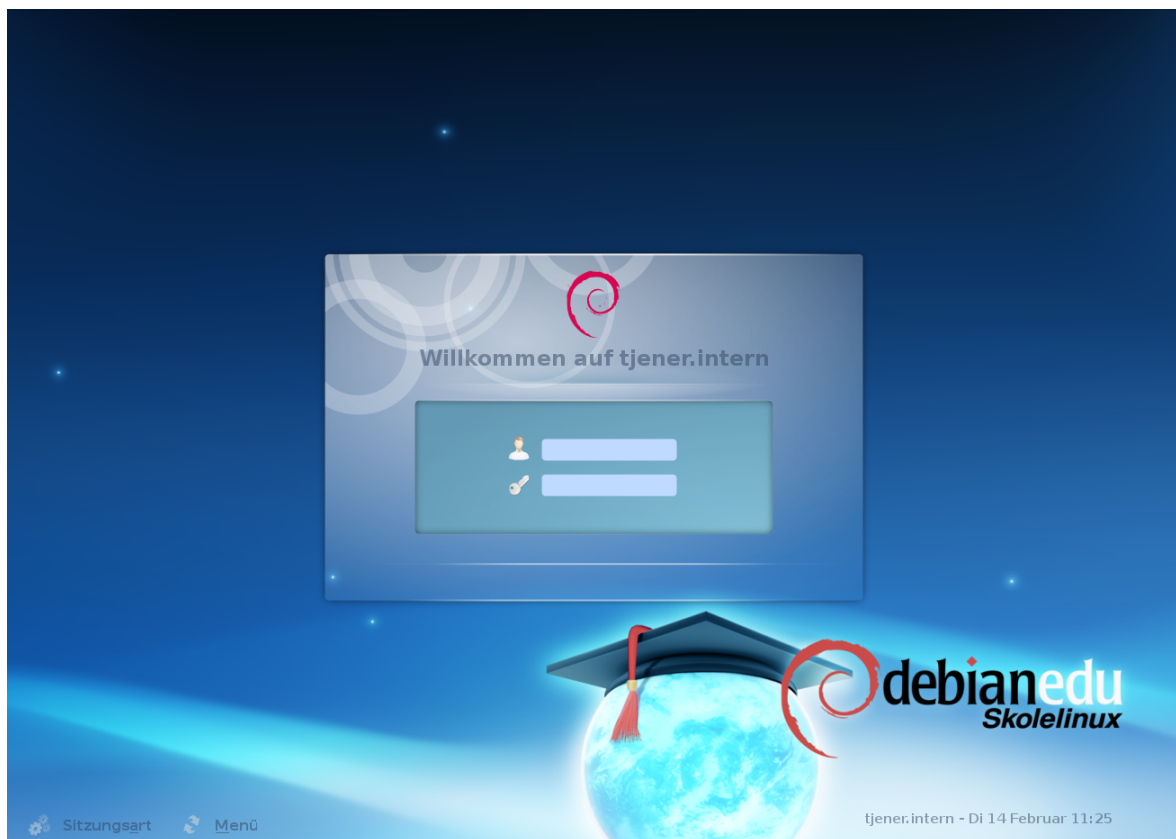 Willkommen auf tjener.intern
debianedu
Skolelinux
Sitzungsart
Menü
tjener.intern - Di 14 Februar 11:25